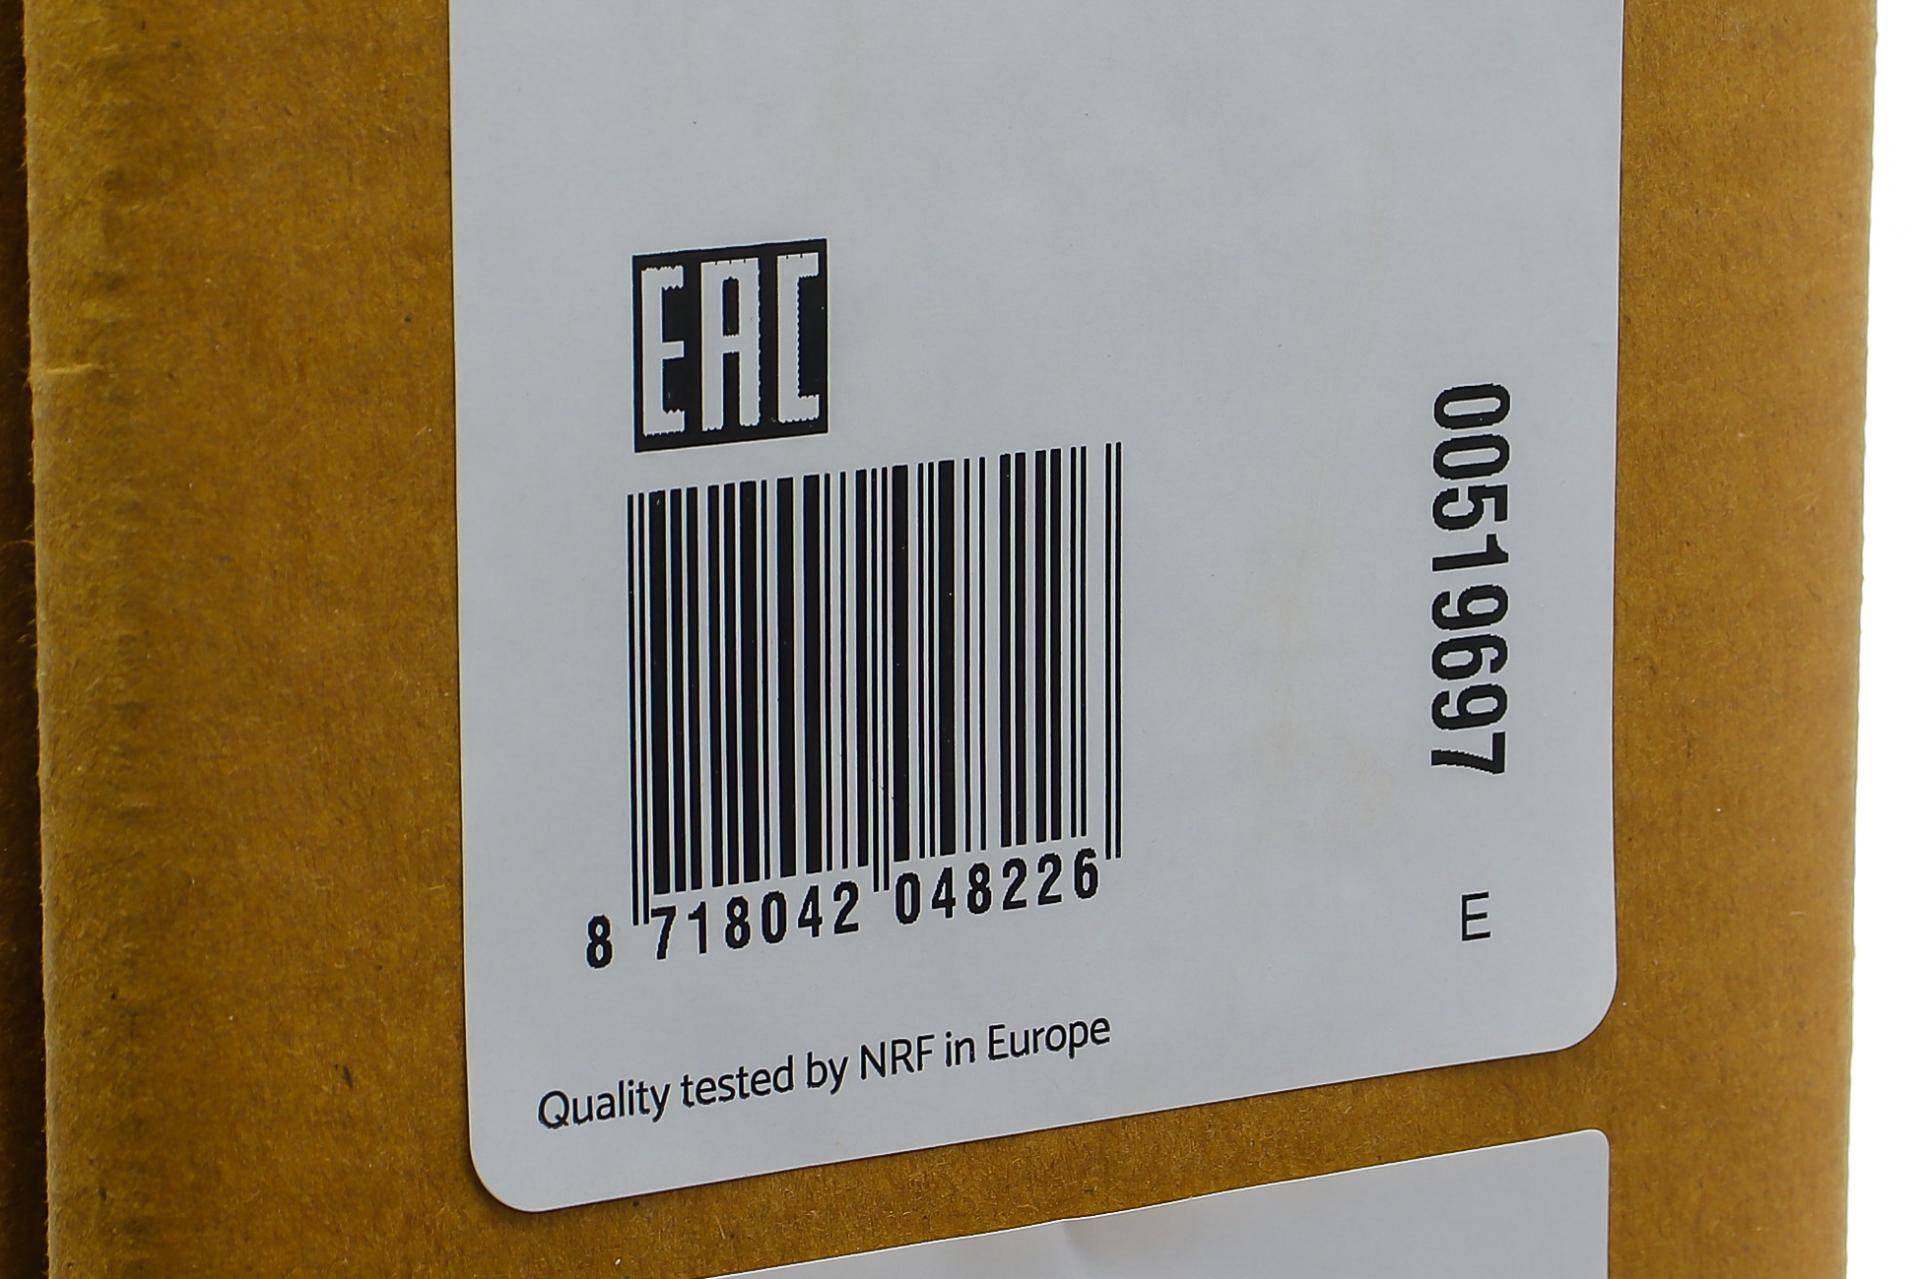 EAC
8 718042 048226
00519697
E
Quality tested by NRF in Europe